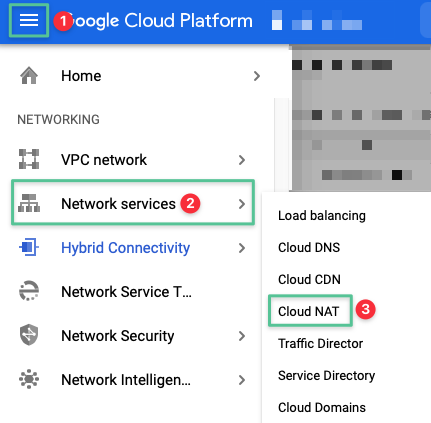 1
Google Cloud Platform
Home
NETWORKING
VPC network
Network services 2
Hybrid Connectivity
Network Service T...
Network Security
Network Intelligen...
Load balancing
Cloud DNS
Cloud CDN
Cloud NAT 3
Traffic Director
Service Directory
Cloud Domains